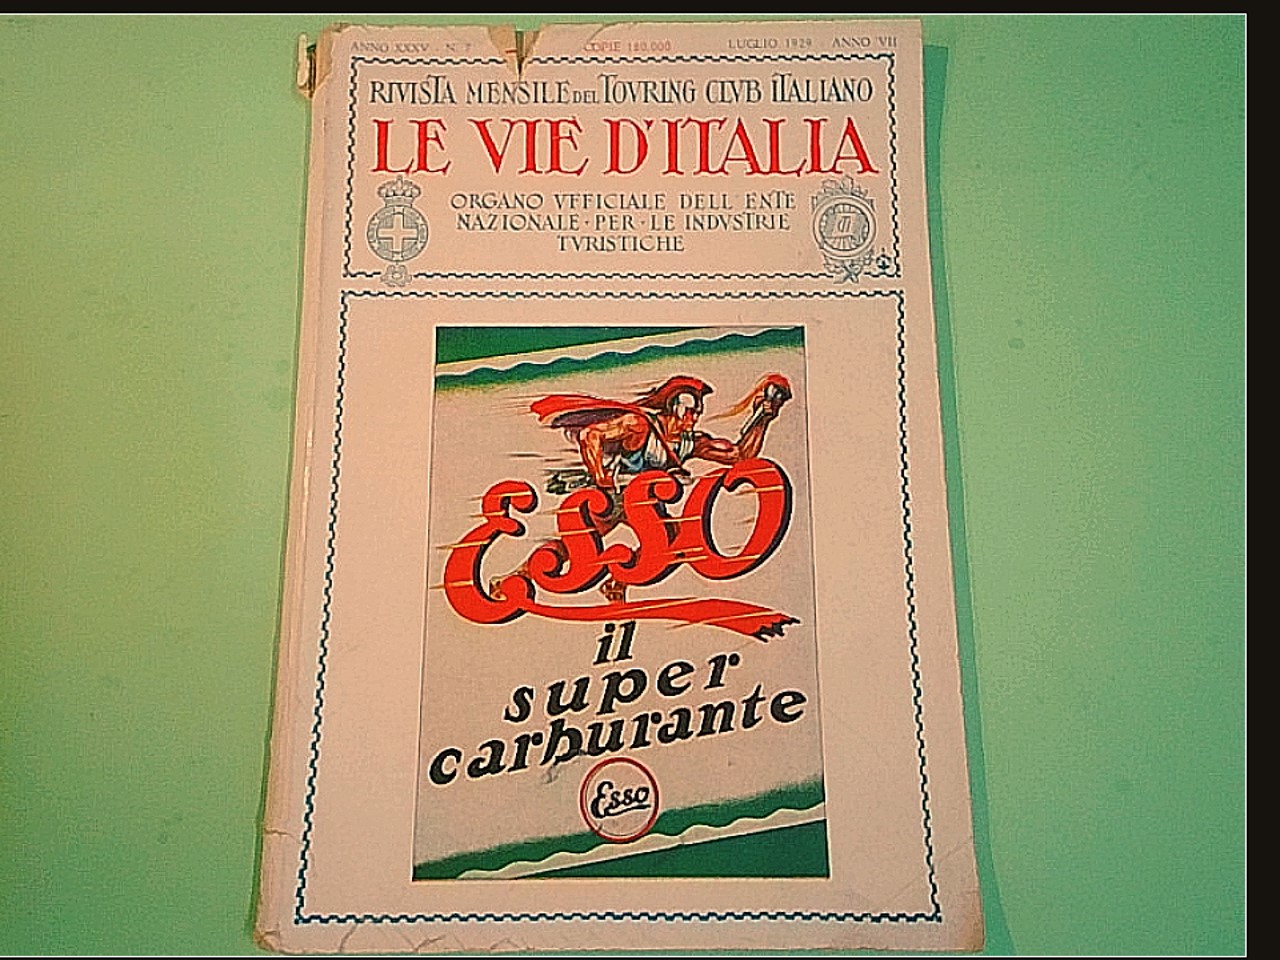 ANNO XXXV - N. 7 COPIE 180.000 LUGLIO 1929 ANNO VII
RIVISTA MENSILE DEL TOVRING CLVB iTALIANO
LE VIE D'ITALIA
ORGANO VFFICIALE DELL'ENTE
NAZIONALE·PER·LE INDVSTRIE
TVRISTICHE
Esso
il
super
carburante
Esso